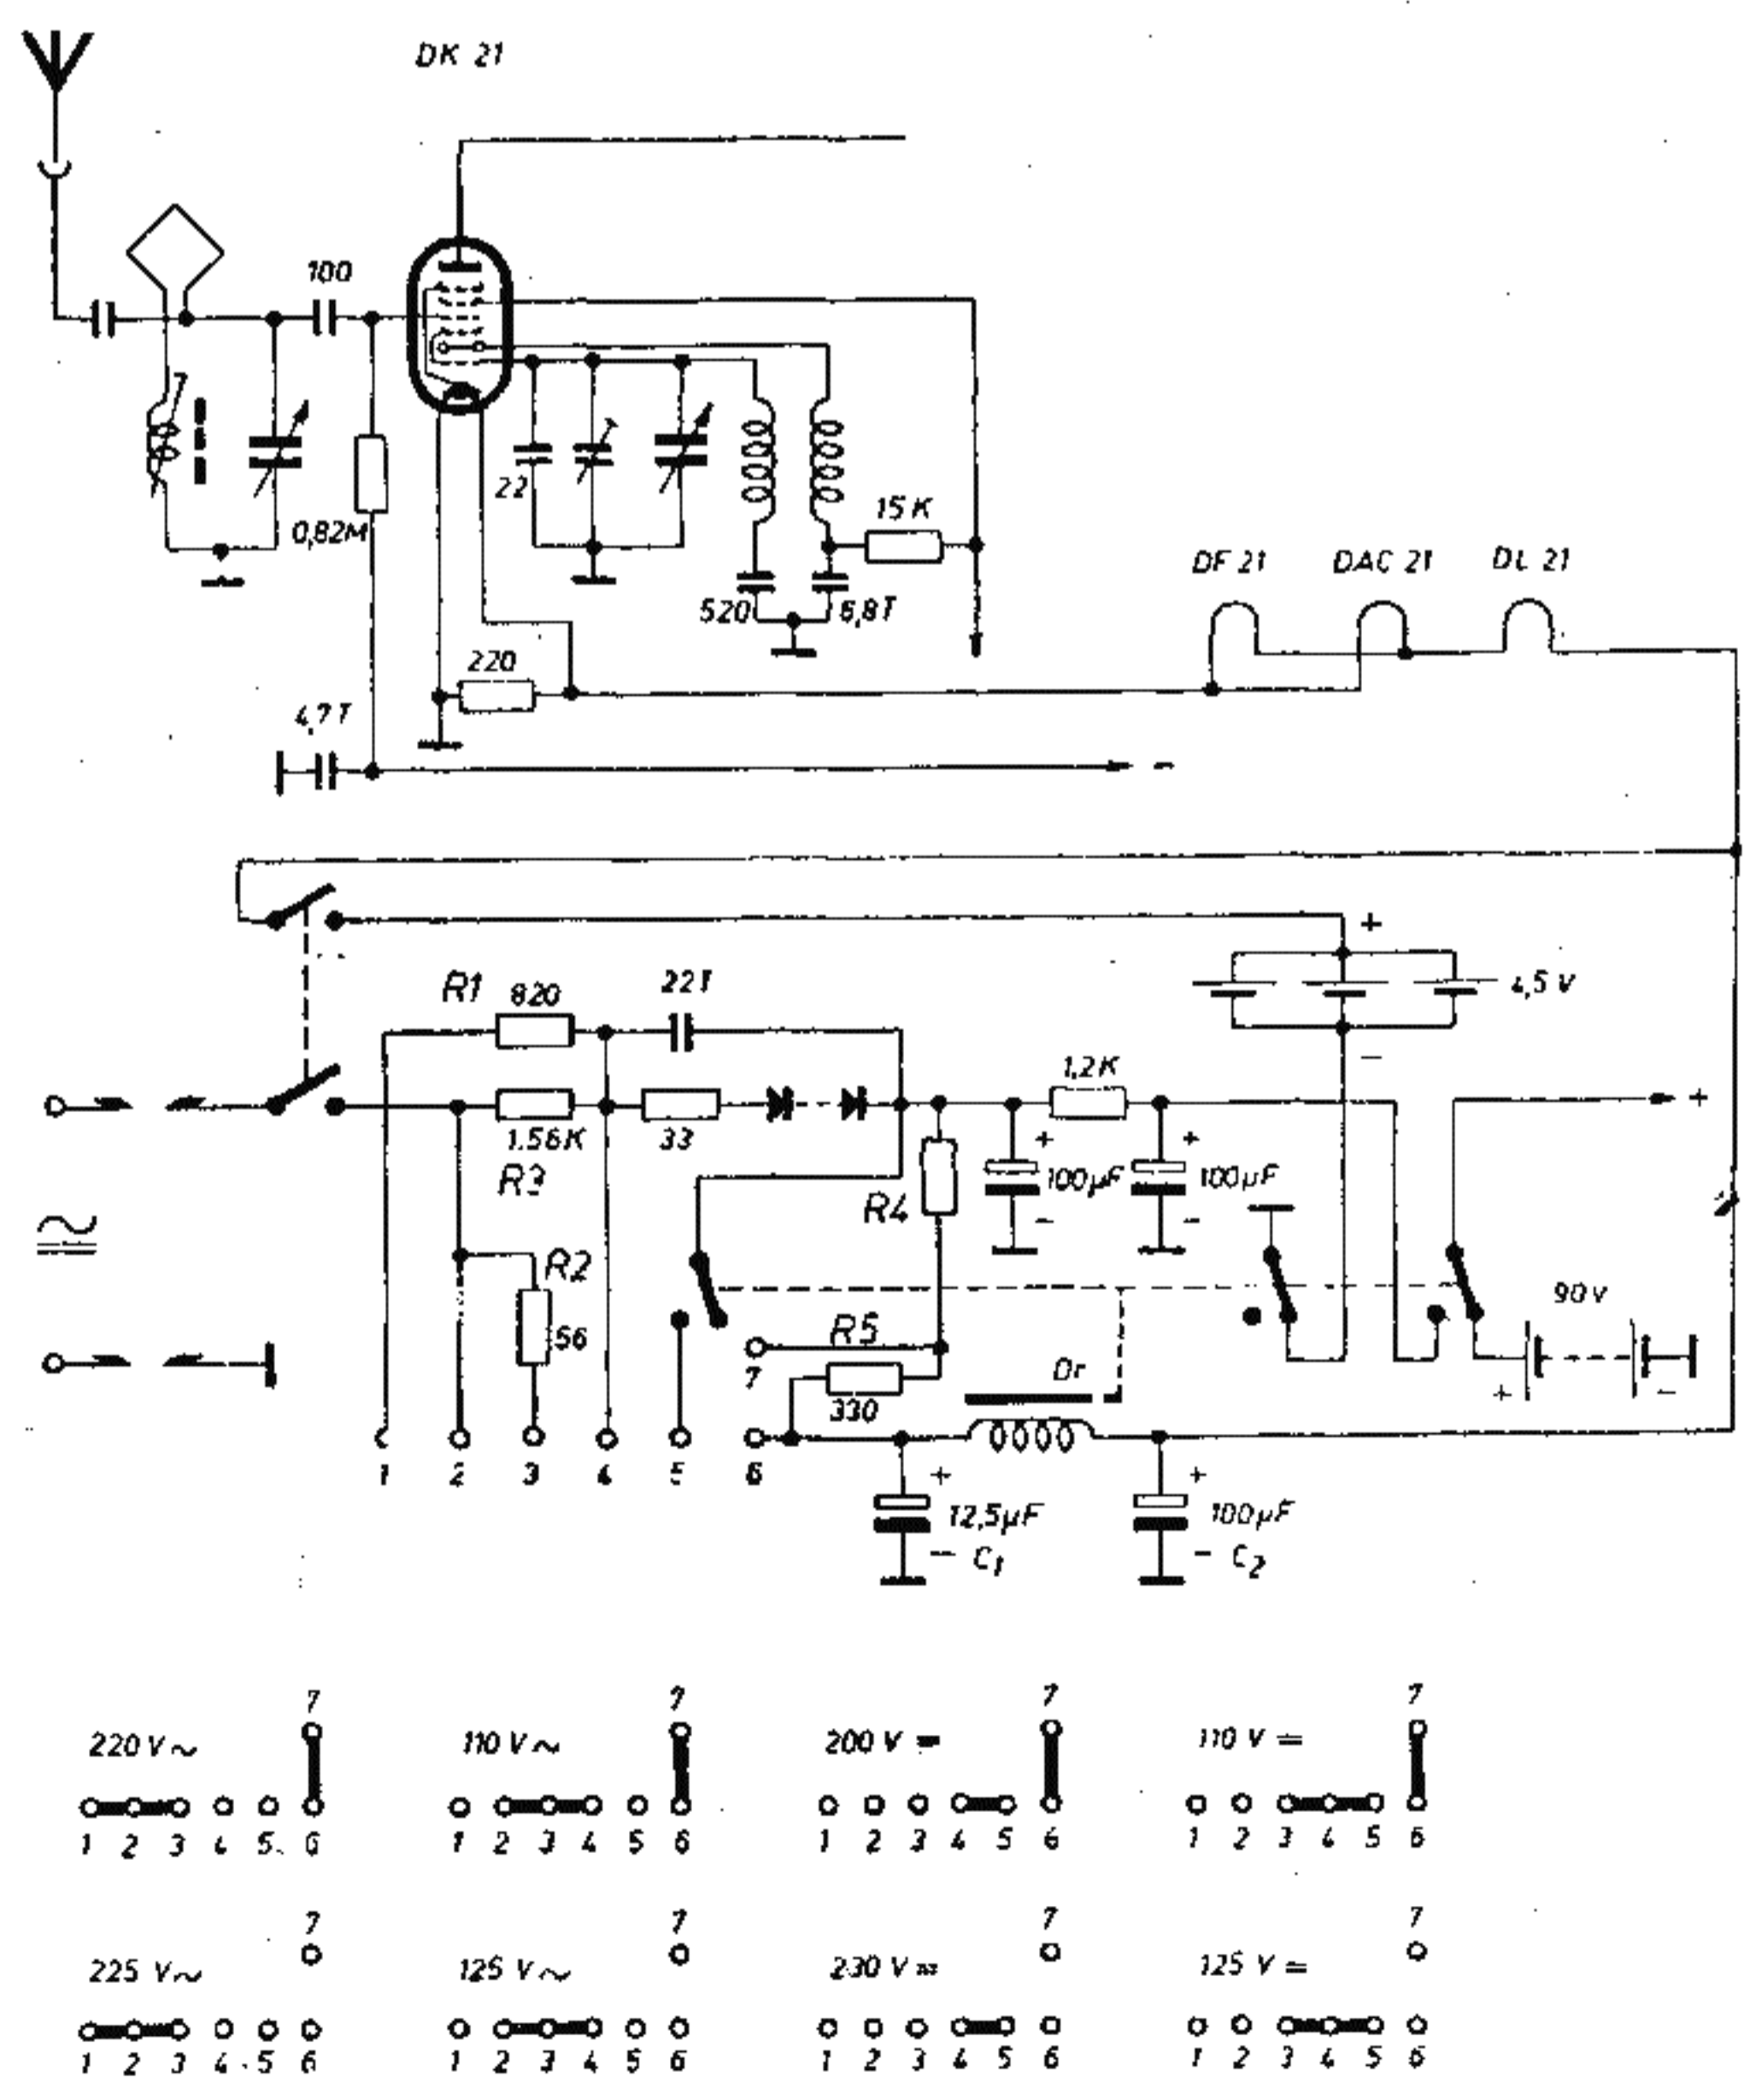 DK 21
100
22
0,82M
15 K
520
6,8T
DF 21
DAC 21
DL 21
220
4,7T
-
+
4,5 V
-
R1
820
22T
1,2K
+
1.56K
R3
33
R4
+
100µF
-
+
100µF
-
R2
56
R5
7
330
Dr
90 V
+
-
1
2
3
4
5
6
+
12,5µF
- C1
+
100µF
- C2
7
7
7
7
220 V~
110 V~
200 V =
110 V =
1 2 3 4 5 6
1 2 3 4 5 6
1 2 3 4 5 6
1 2 3 4 5 6
7
7
7
7
225 V~
125 V~
230 V =
125 V =
1 2 3 4 5 6
1 2 3 4 5 6
1 2 3 4 5 6
1 2 3 4 5 6